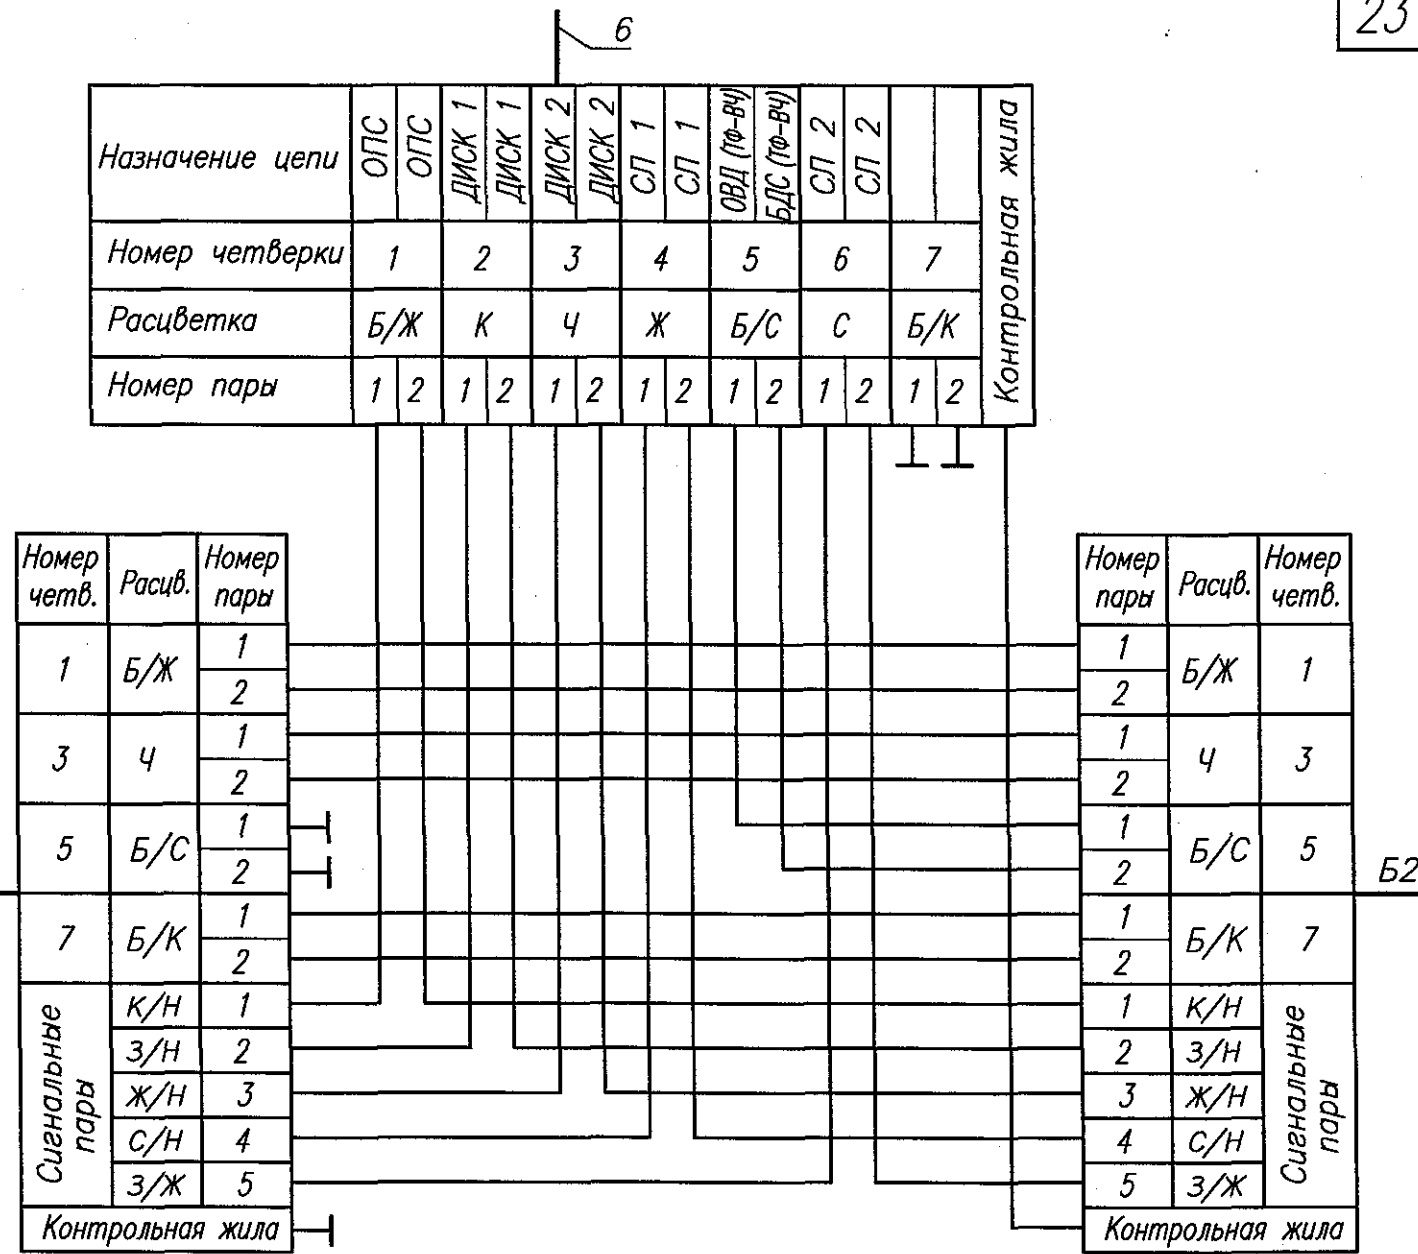 6
23
Назначение цепи ОПС ОПС ДИСК 1 ДИСК 1 ДИСК 2 ДИСК 2 СЛ 1 СЛ 1 ОВД (ТФ-ВЧ) БДС (ТФ-ВЧ) СЛ 2 СЛ 2 Контрольная жила
Номер четверки 1 2 3 4 5 6 7
Расцветка Б/Ж К Ч Ж Б/С С Б/К
Номер пары 1 2 1 2 1 2 1 2 1 2 1 2 1 2
Номер четв. Расцв. Номер пары
1 Б/Ж 1
2
3 Ч 1
2
5 Б/С 1
2
7 Б/К 1
2
Сигнальные пары
К/Н 1
З/Н 2
Ж/Н 3
С/Н 4
З/Ж 5
Контрольная жила
Номер пары Расцв. Номер четв.
1 Б/Ж 1
2
1 Ч 3
2
1 Б/С 5
2
Б2
1 Б/К 7
2
1 К/Н
2 З/Н
3 Ж/Н
4 С/Н
5 З/Ж
Сигнальные пары
Контрольная жила